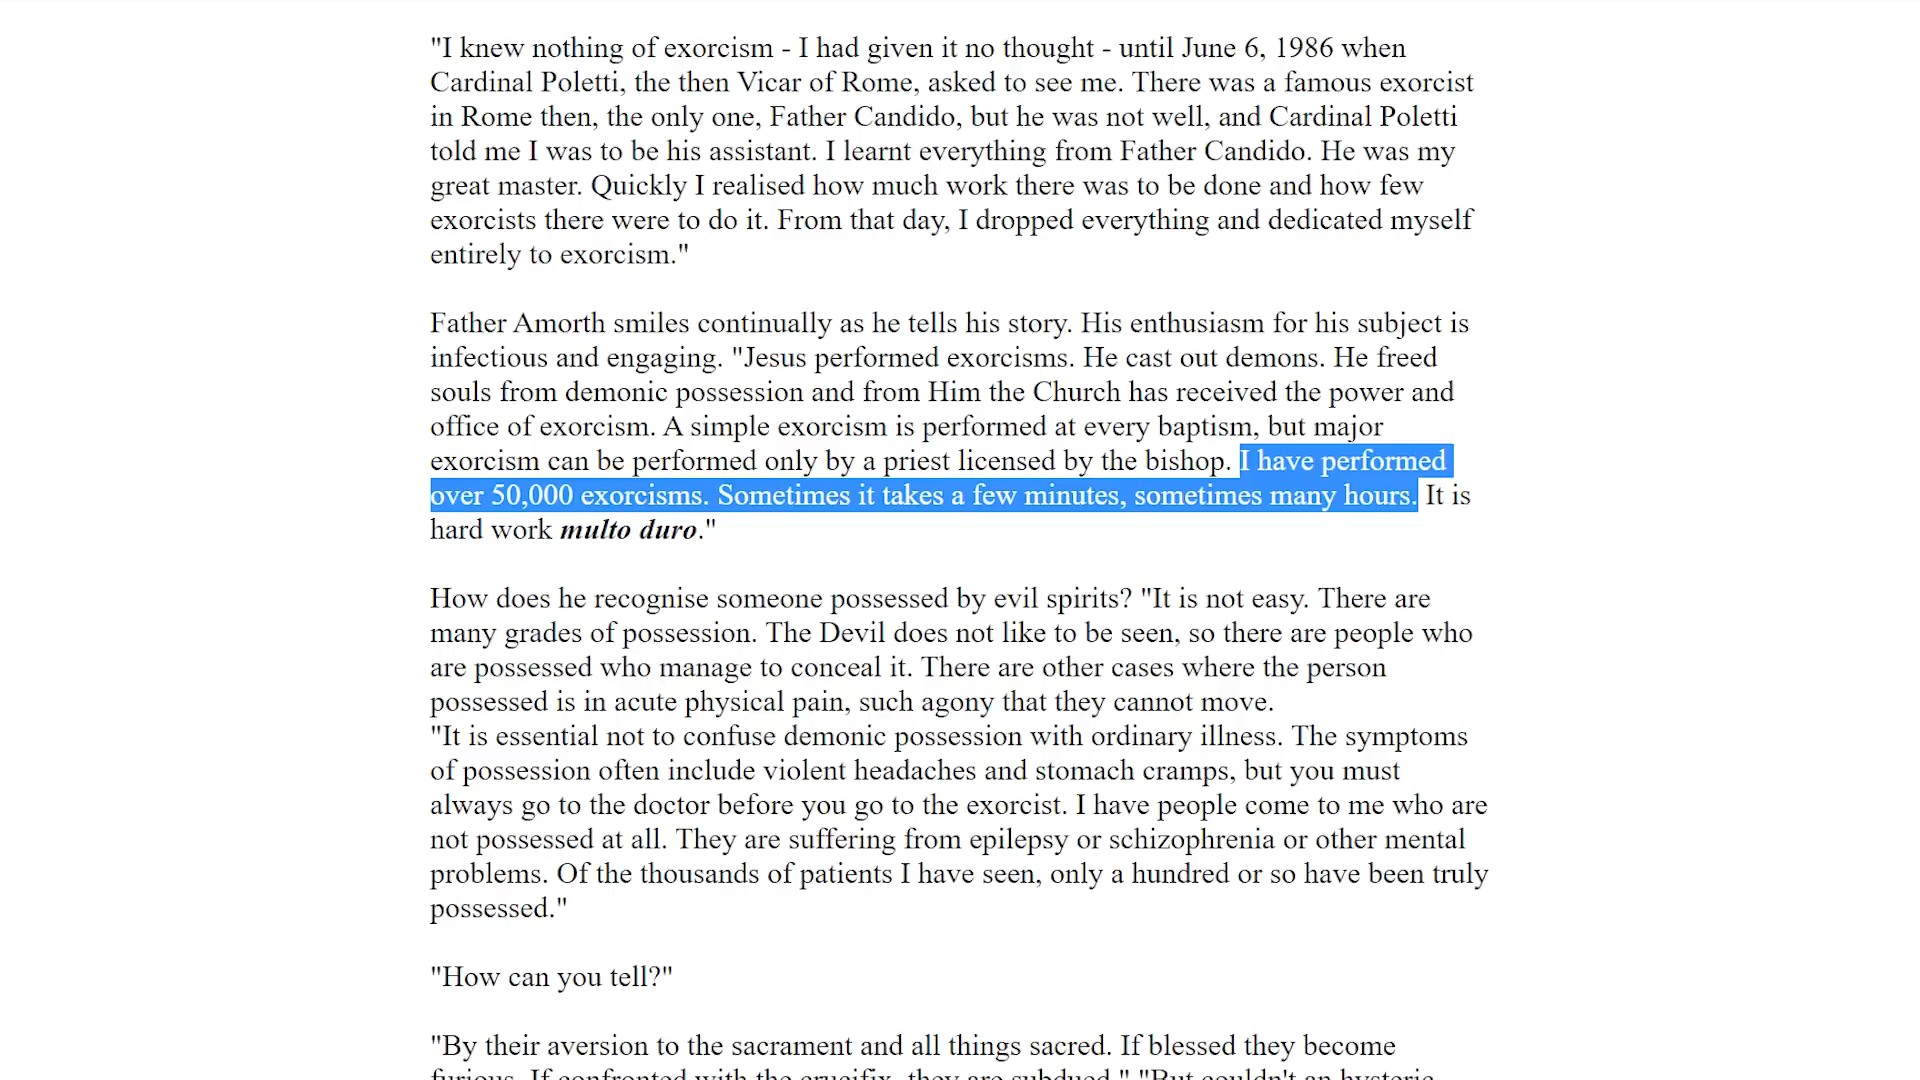 "I knew nothing of exorcism - I had given it no thought - until June 6, 1986 when
Cardinal Poletti, the then Vicar of Rome, asked to see me. There was a famous exorcist
in Rome then, the only one, Father Candido, but he was not well, and Cardinal Poletti
told me I was to be his assistant. I learnt everything from Father Candido. He was my
great master. Quickly I realised how much work there was to be done and how few
exorcists there were to do it. From that day, I dropped everything and dedicated myself
entirely to exorcism."
Father Amorth smiles continually as he tells his story. His enthusiasm for his subject is
infectious and engaging. "Jesus performed exorcisms. He cast out demons. He freed
souls from demonic possession and from Him the Church has received the power and
office of exorcism. A simple exorcism is performed at every baptism, but major
exorcism can be performed only by a priest licensed by the bishop. I have performed
over 50,000 exorcisms. Sometimes it takes a few minutes, sometimes many hours. It is
hard work multo duro."
How does he recognise someone possessed by evil spirits? "It is not easy. There are
many grades of possession. The Devil does not like to be seen, so there are people who
are possessed who manage to conceal it. There are other cases where the person
possessed is in acute physical pain, such agony that they cannot move.
"It is essential not to confuse demonic possession with ordinary illness. The symptoms
of possession often include violent headaches and stomach cramps, but you must
always go to the doctor before you go to the exorcist. I have people come to me who are
not possessed at all. They are suffering from epilepsy or schizophrenia or other mental
problems. Of the thousands of patients I have seen, only a hundred or so have been truly
possessed."
"How can you tell?"
"By their aversion to the sacrament and all things sacred. If blessed they become
furious. If confronted with the crucifix, they are subdued." "But couldn't an hysteric